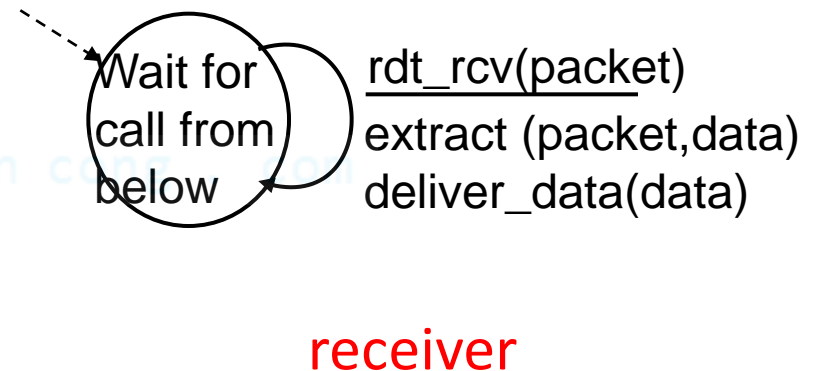 Wait for
call from
below
rdt_rcv(packet)
extract (packet,data)
deliver_data(data)
receiver